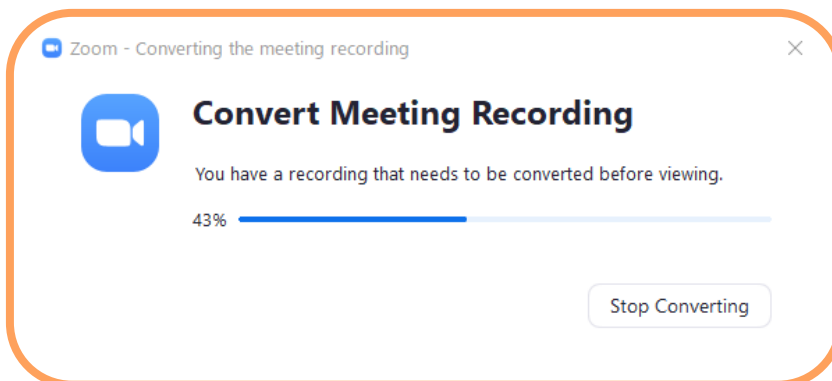 Zoom - Converting the meeting recording
Convert Meeting Recording
You have a recording that needs to be converted before viewing.
43%
Stop Converting